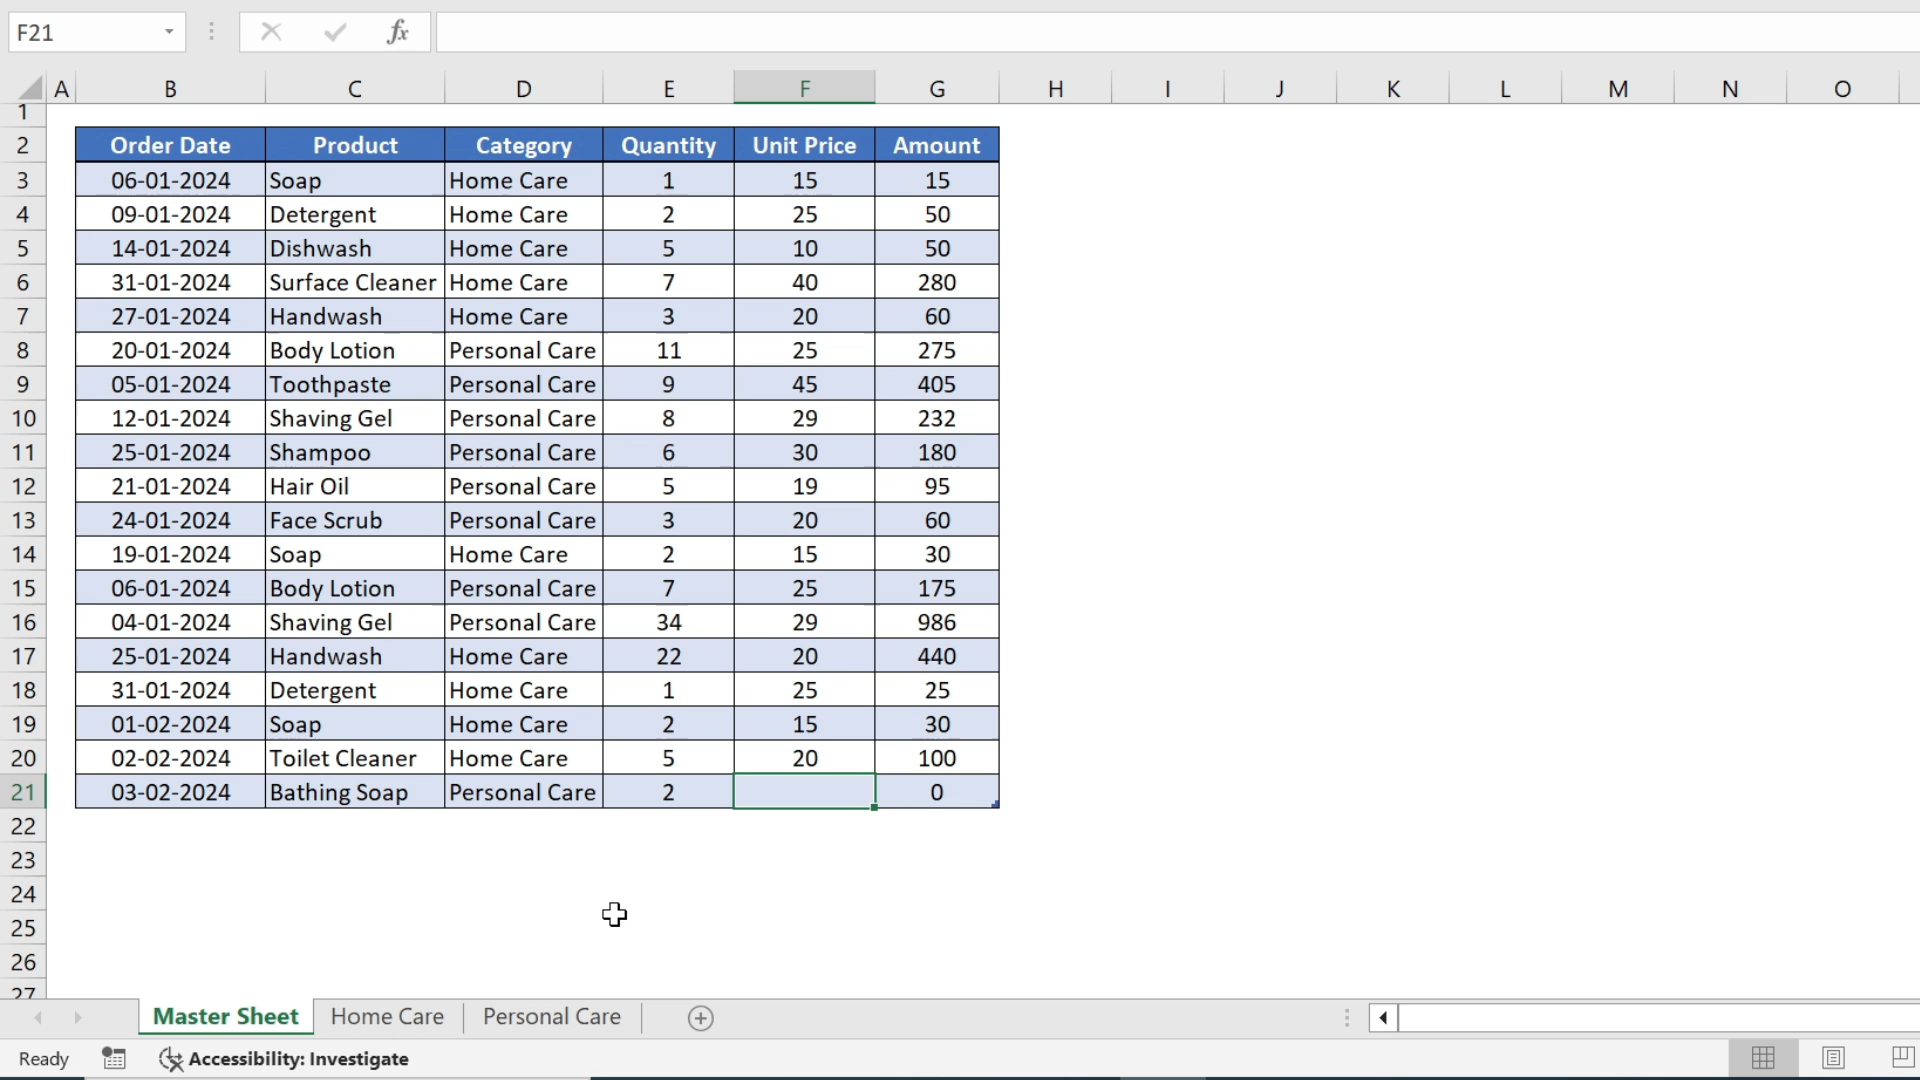 F21 fx
A B C D E F G H I J K L M N O
1
2 Order Date Product Category Quantity Unit Price Amount
3 06-01-2024 Soap Home Care 1 15 15
4 09-01-2024 Detergent Home Care 2 25 50
5 14-01-2024 Dishwash Home Care 5 10 50
6 31-01-2024 Surface Cleaner Home Care 7 40 280
7 27-01-2024 Handwash Home Care 3 20 60
8 20-01-2024 Body Lotion Personal Care 11 25 275
9 05-01-2024 Toothpaste Personal Care 9 45 405
10 12-01-2024 Shaving Gel Personal Care 8 29 232
11 25-01-2024 Shampoo Personal Care 6 30 180
12 21-01-2024 Hair Oil Personal Care 5 19 95
13 24-01-2024 Face Scrub Personal Care 3 20 60
14 19-01-2024 Soap Home Care 2 15 30
15 06-01-2024 Body Lotion Personal Care 7 25 175
16 04-01-2024 Shaving Gel Personal Care 34 29 986
17 25-01-2024 Handwash Home Care 22 20 440
18 31-01-2024 Detergent Home Care 1 25 25
19 01-02-2024 Soap Home Care 2 15 30
20 02-02-2024 Toilet Cleaner Home Care 5 20 100
21 03-02-2024 Bathing Soap Personal Care 2 0
22
23
24
25
26
27
Master Sheet Home Care Personal Care
Ready Accessibility: Investigate